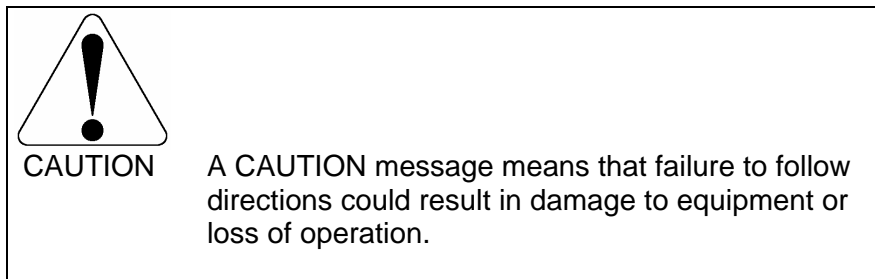 CAUTION A CAUTION message means that failure to follow
directions could result in damage to equipment or
loss of operation.